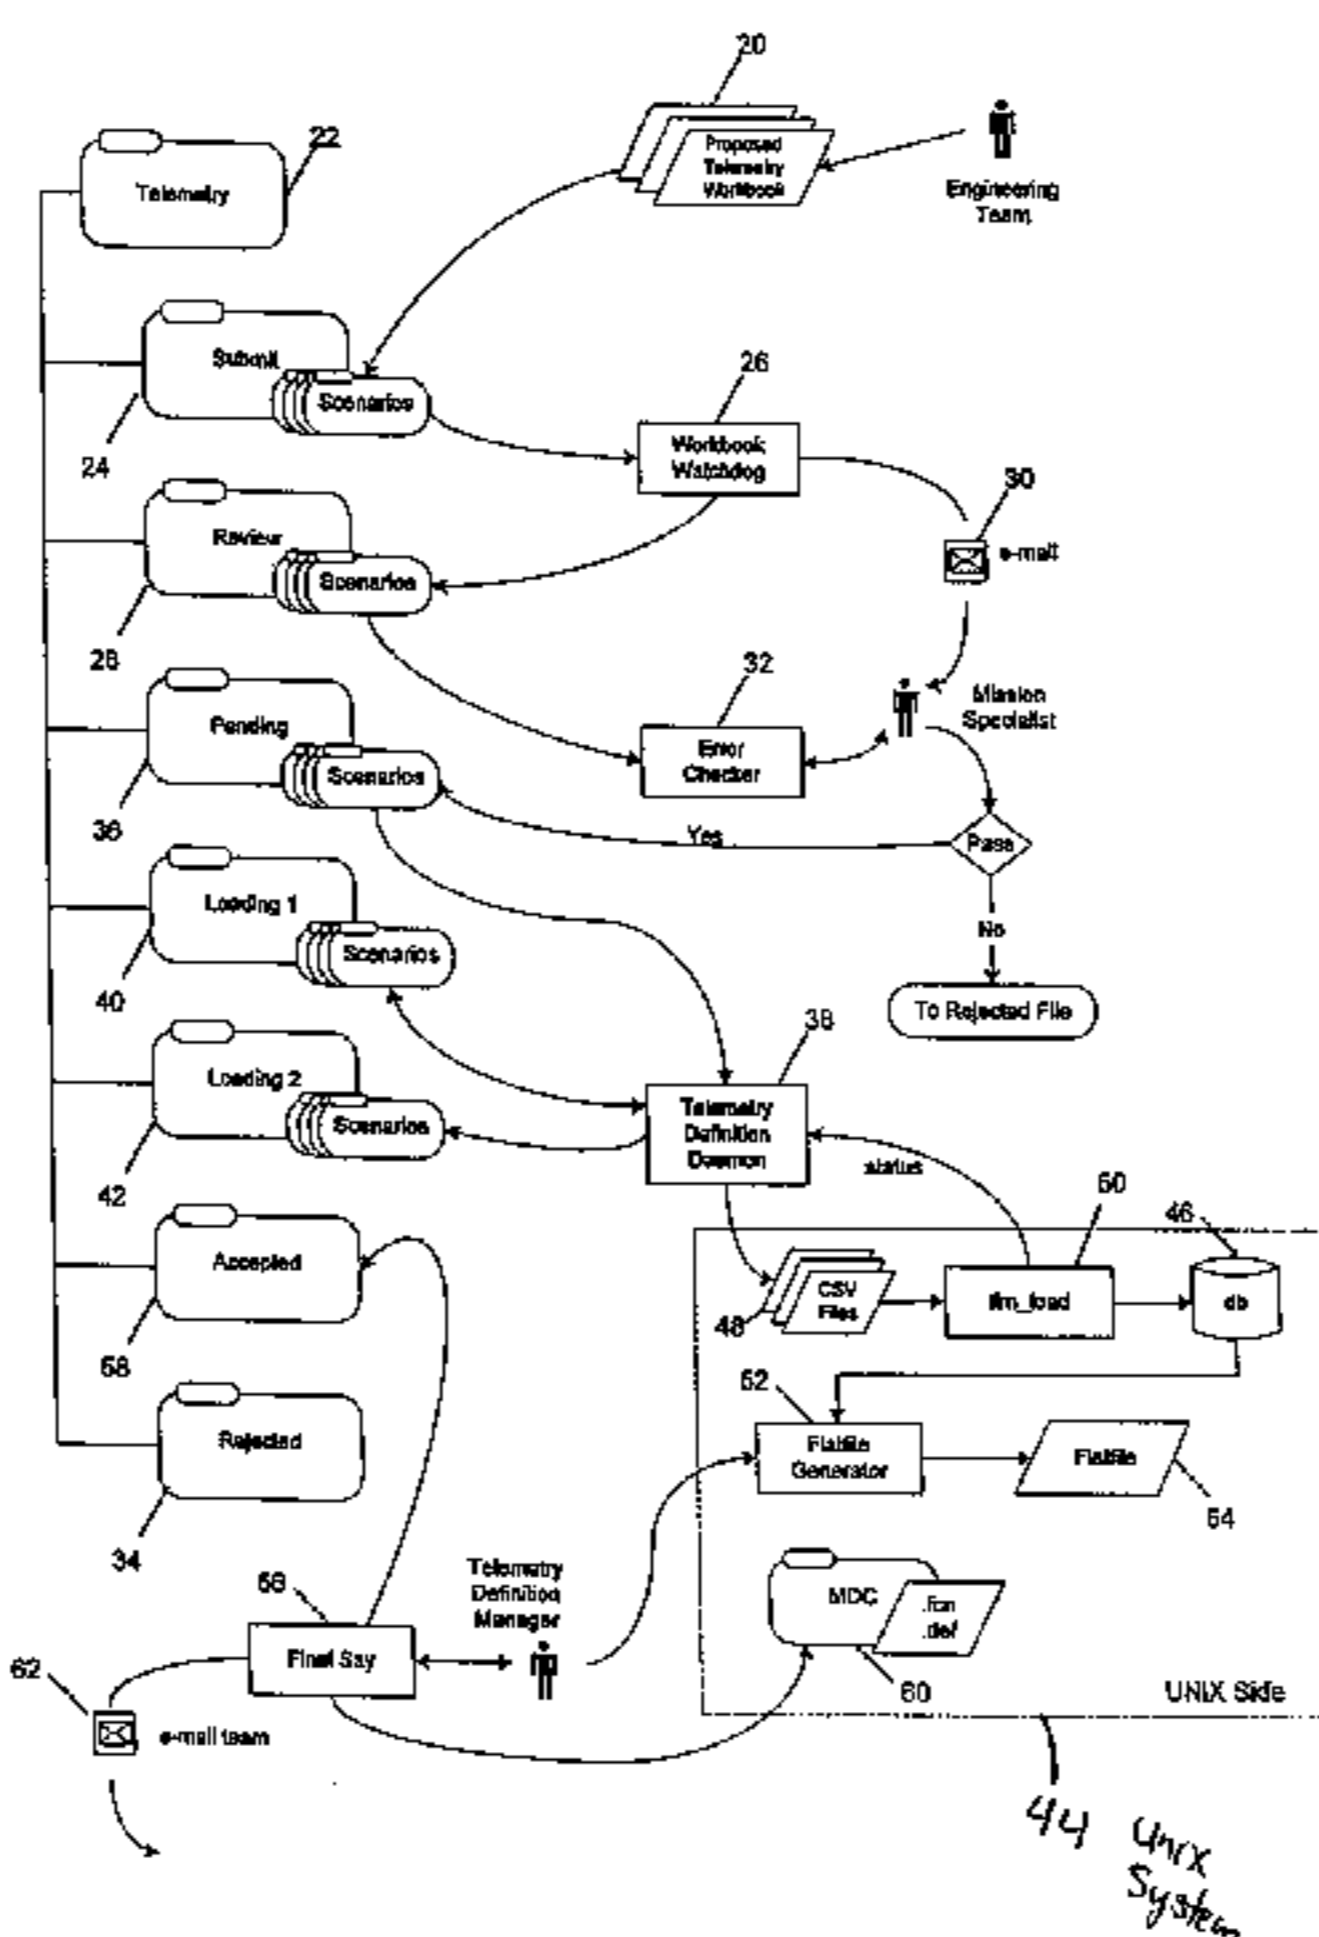 20
22
Proposed
Telemetry
Workbook
Telemetry
Engineering
Team
Submit
26
Scenarios
Workbook
Watchdog
24
30
Review
e-mail
Scenarios
28
32
Pending
Mission
Specialist
Error
Checker
Scenarios
36
Yes
Pass
Loading 1
No
Scenarios
40
To Rejected File
38
Loading 2
Telemetry
Definition
Daemon
Scenarios
status
42
50
46
Accepted
CSV
Files
tlm_load
db
48
58
52
Rejected
Flatfile
Generator
Flatfile
54
34
Telemetry
Definition
Manager
56
MDC
.fcn
.def
Final Say
62
60
UNIX Side
e-mail team
44
Unix
System